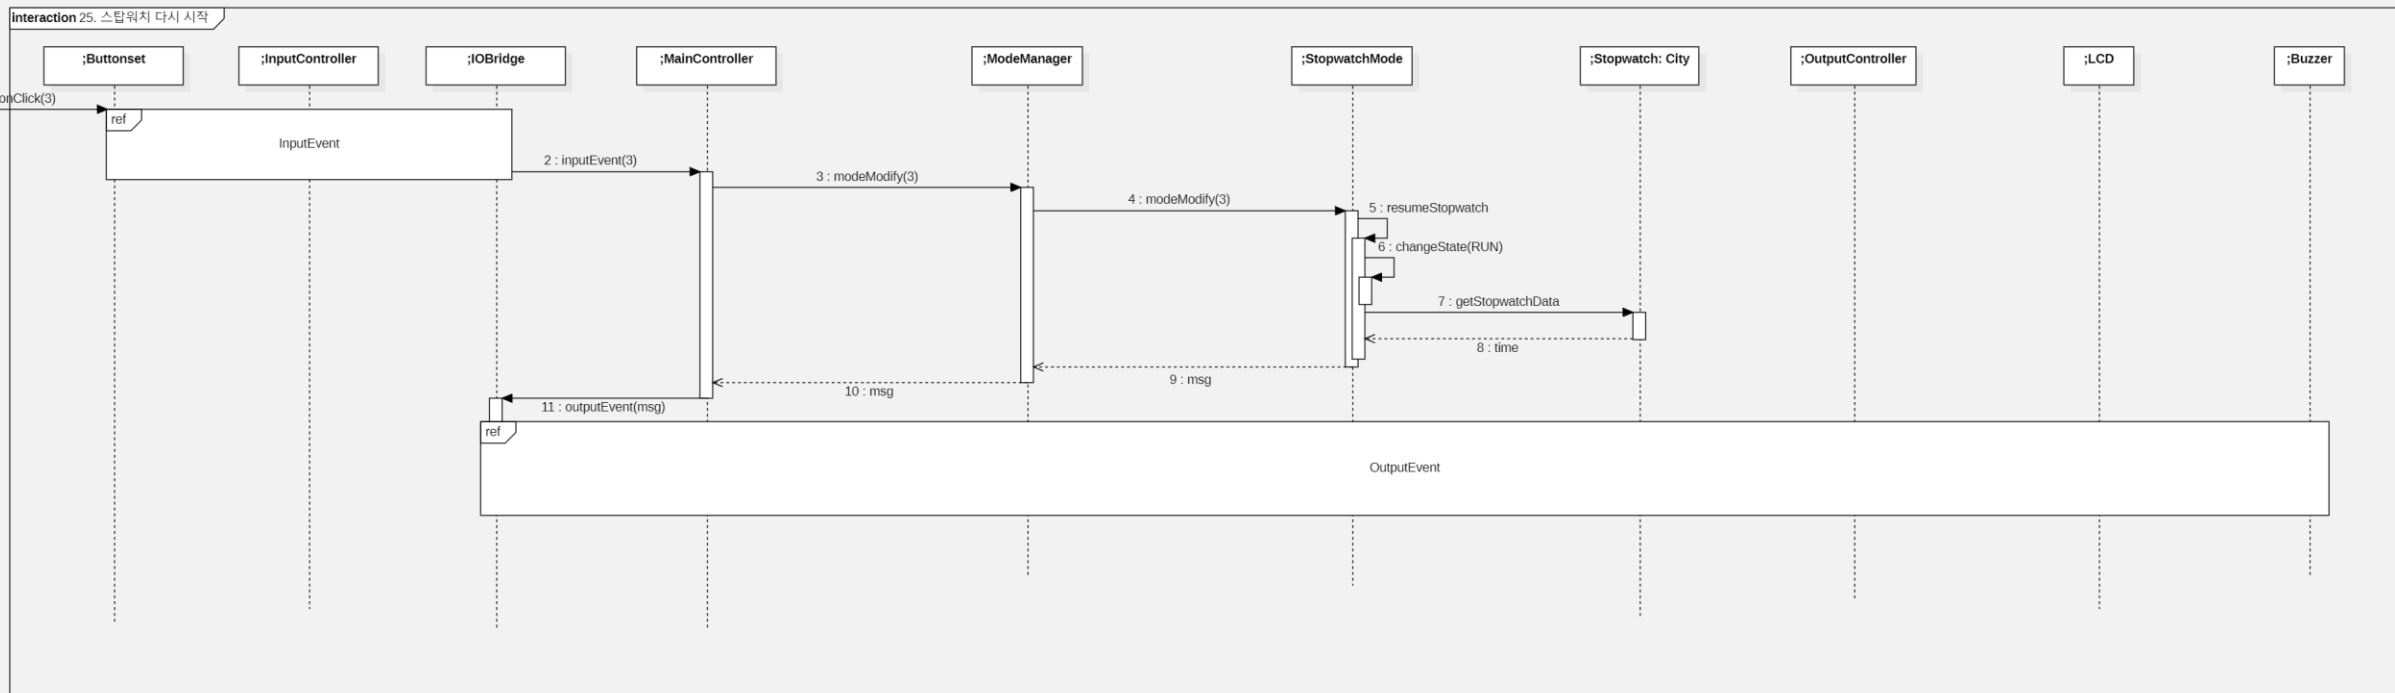 interaction 25. 스탑워치 다시 시작
;Buttonset
;InputController
;IOBridge
;MainController
;ModeManager
;StopwatchMode
;Stopwatch: City
;OutputController
;LCD
;Buzzer
onClick(3)
ref
InputEvent
2 : inputEvent(3)
3 : modeModify(3)
4 : modeModify(3)
5 : resumeStopwatch
6 : changeState(RUN)
7 : getStopwatchData
8 : time
9 : msg
10 : msg
11 : outputEvent(msg)
ref
OutputEvent